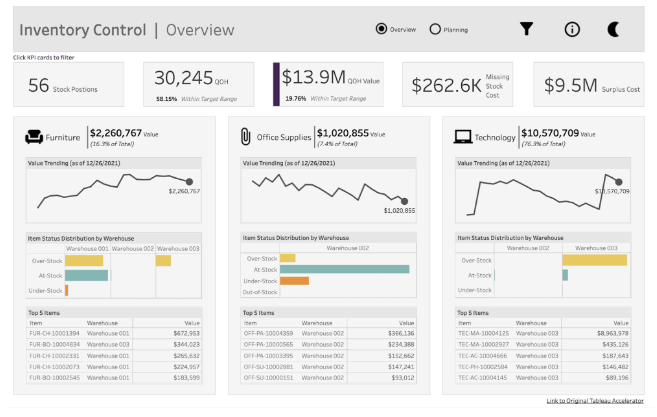 Inventory Control | Overview
Overview
Planning
Click KPI cards to filter
56 Stock Postions
30,245 QOH
58.15% Within Target Range
$13.9M QOH Value
19.76% Within Target Range
$262.6K Missing Stock Cost
$9.5M Surplus Cost
Furniture $2,260,767 Value
(16.3% of Total)
Value Trending (as of 12/26/2021)
$2,260,767
Item Status Distribution by Warehouse
Warehouse 001 Warehouse 002 Warehouse 003
Over-Stock
At-Stock
Under-Stock
Top 5 Items
Item Warehouse Value
FUR-CH-10001394 Warehouse 001 $672,953
FUR-BO-10004834 Warehouse 003 $344,023
FUR-CH-10002331 Warehouse 001 $265,632
FUR-CH-10002073 Warehouse 001 $224,957
FUR-BO-10002545 Warehouse 001 $183,599
Office Supplies $1,020,855 Value
(7.4% of Total)
Value Trending (as of 12/26/2021)
$1,020,855
Item Status Distribution by Warehouse
Warehouse 002
Over-Stock
At-Stock
Under-Stock
Out-of-Stock
Top 5 Items
Item Warehouse Value
OFF-PA-10004359 Warehouse 002 $366,136
OFF-PA-10000565 Warehouse 002 $234,388
OFF-PA-10003395 Warehouse 002 $152,662
OFF-SU-10002881 Warehouse 002 $147,241
OFF-SU-10000151 Warehouse 002 $93,012
Technology $10,570,709 Value
(76.3% of Total)
Value Trending (as of 12/26/2021)
$10,570,709
Item Status Distribution by Warehouse
Warehouse 002 Warehouse 003
Over-Stock
At-Stock
Under-Stock
Top 5 Items
Item Warehouse Value
TEC-MA-10004125 Warehouse 003 $8,963,978
TEC-MA-10002927 Warehouse 003 $435,126
TEC-AC-10004666 Warehouse 003 $187,643
TEC-PH-10002594 Warehouse 003 $146,482
TEC-AC-10004145 Warehouse 003 $89,196
Link to Original Tableau Accelerator